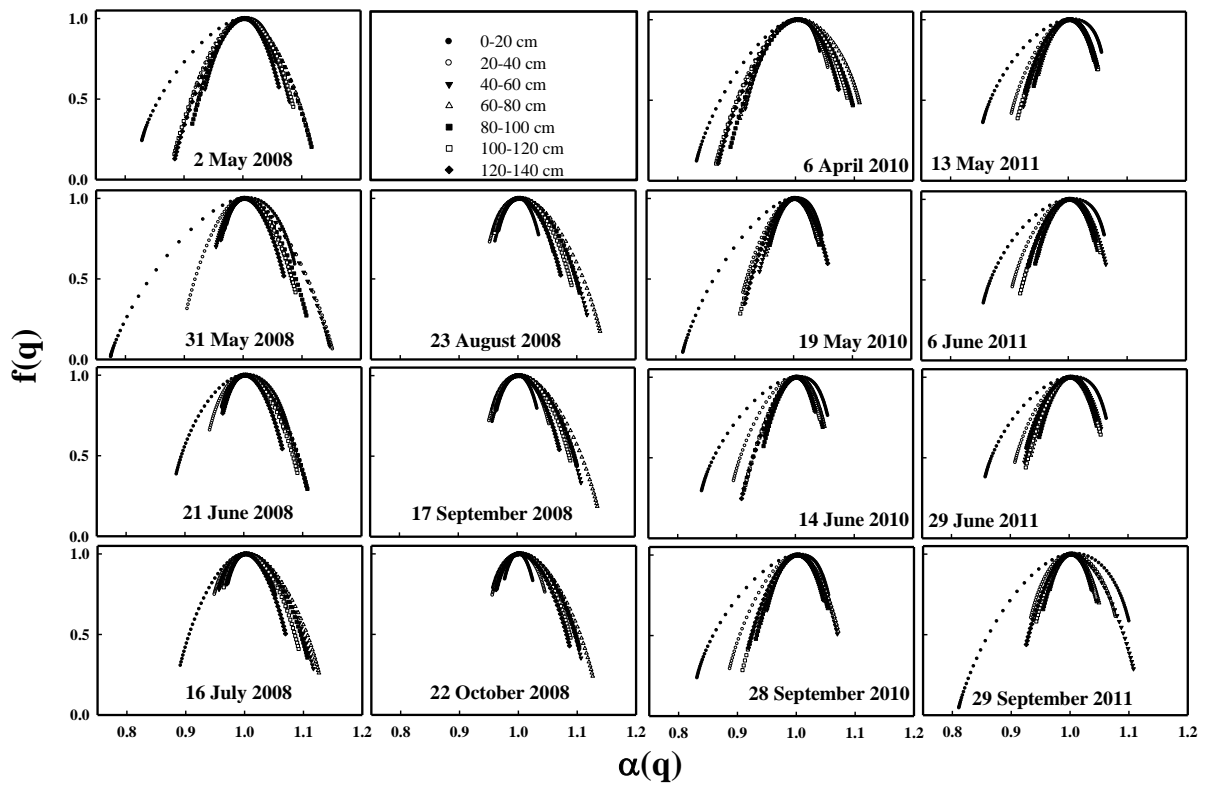 1.0
0.5
0.0
2 May 2008
0-20 cm
20-40 cm
40-60 cm
60-80 cm
80-100 cm
100-120 cm
120-140 cm
6 April 2010
13 May 2011
1.0
0.5
0.0
31 May 2008
23 August 2008
19 May 2010
6 June 2011
f(q)
1.0
0.5
0.0
21 June 2008
17 September 2008
14 June 2010
29 June 2011
1.0
0.5
0.0
16 July 2008
22 October 2008
28 September 2010
29 September 2011
0.8 0.9 1.0 1.1 1.2 0.8 0.9 1.0 1.1 1.2 0.8 0.9 1.0 1.1 1.2 0.8 0.9 1.0 1.1 1.2
α(q)